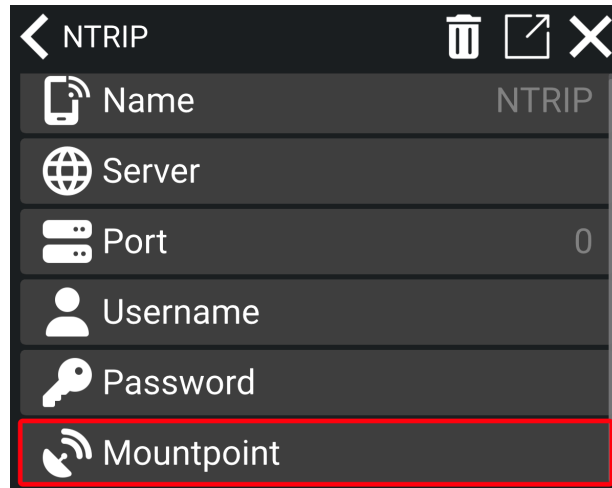 NTRIP
Name NTRIP
Server
Port 0
Username
Password
Mountpoint